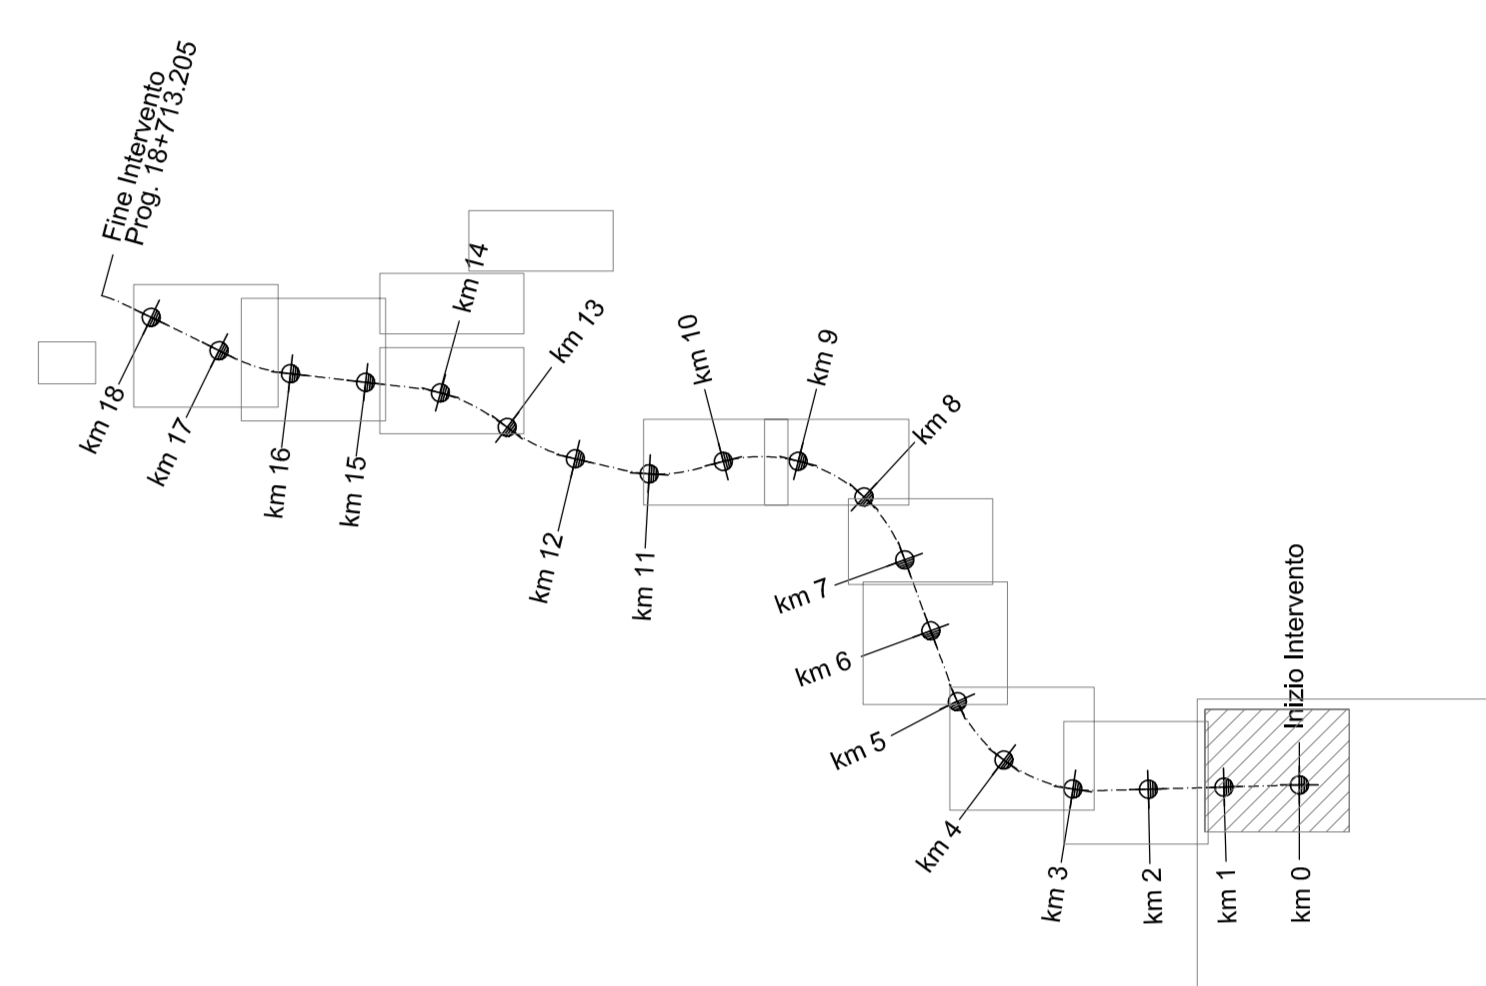 Fine Intervento
Prog. 18+713.205
km 18
km 17
km 16
km 15
km 14
km 13
km 12
km 11
km 10
km 9
km 8
km 7
km 6
km 5
km 4
km 3
km 2
km 1
km 0
Inizio Intervento